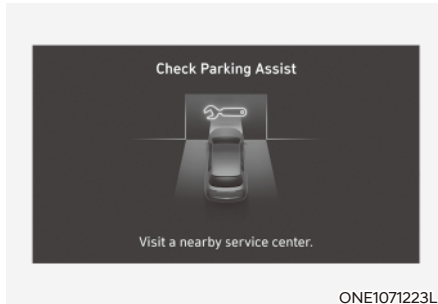 Check Parking Assist
Visit a nearby service center.
ONE1071223L